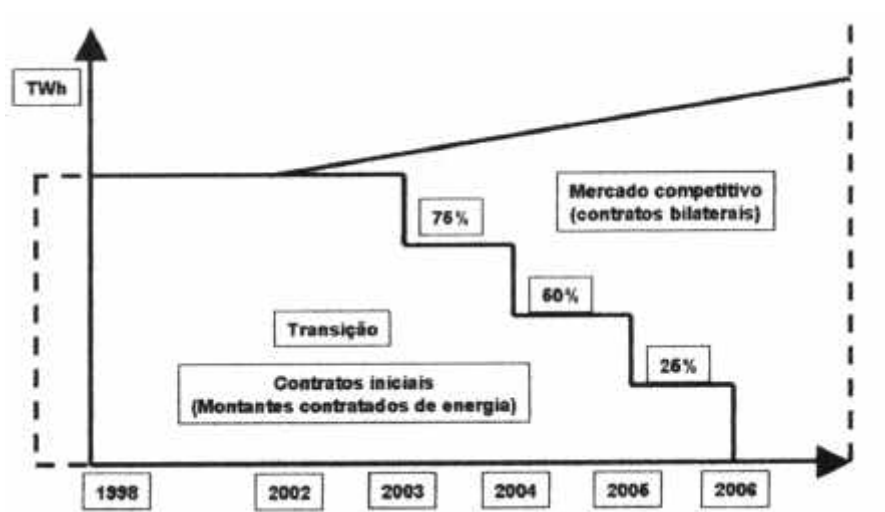 TWh
Mercado competitivo
(contratos bilaterais)
75%
50%
Transição
25%
Contratos iniciais
(Montantes contratados de energia)
1998
2002
2003
2004
2005
2006